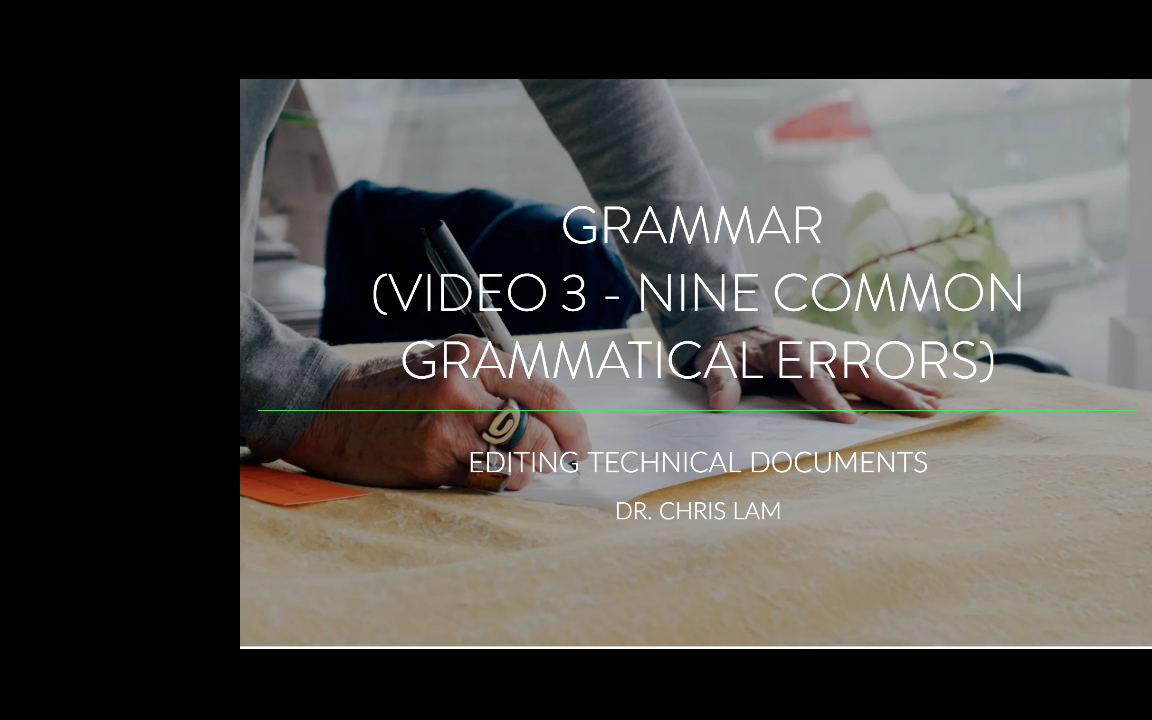 GRAMMAR
(VIDEO 3 - NINE COMMON
GRAMMATICAL ERRORS)
EDITING TECHNICAL DOCUMENTS
DR. CHRIS LAM